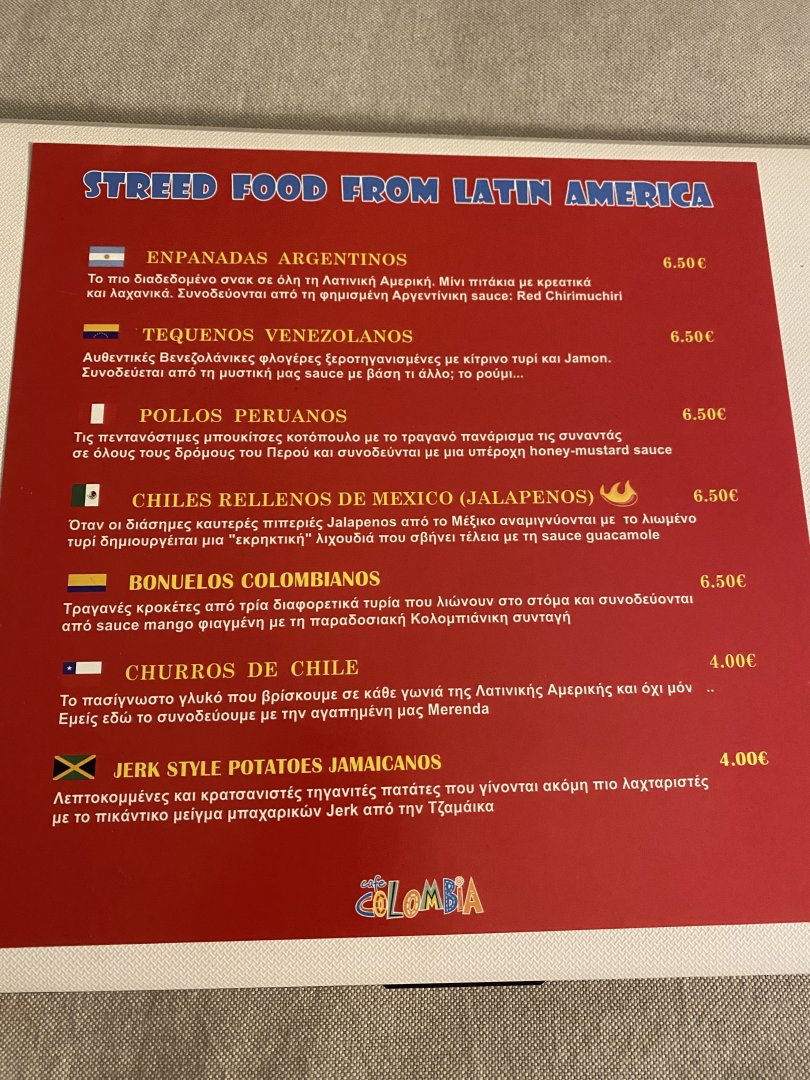 STREED FOOD FROM LATIN AMERICA
ENPANADAS ARGENTINOS 6.50€
Το πιο διαδεδομένο σνακ σε όλη τη Λατινική Αμερική. Μίνι πιτάκια με κρεατικά
και λαχανικά. Συνοδεύονται από τη φημισμένη Αργεντίνικη sauce: Red Chirimuchiri
TEQUENOS VENEZOLANOS 6.50€
Αυθεντικές Βενεζολάνικες φλογέρες ξεροτηγανισμένες με κίτρινο τυρί και Jamon.
Συνοδεύεται από τη μυστική μας sauce με βάση τι άλλο; το ρούμι...
POLLOS PERUANOS 6.50€
Τις πεντανόστιμες μπουκίτσες κοτόπουλο με το τραγανό πανάρισμα τις συναντάς
σε όλους τους δρόμους του Περού και συνοδεύνται με μια υπέροχη honey-mustard sauce
CHILES RELLENOS DE MEXICO (JALAPENOS) 6.50€
Όταν οι διάσημες καυτερές πιπεριές Jalapenos από το Μέξικο αναμιγνύονται με το λιωμένο
τυρί δημιουργέιται μια "εκρηκτική" λιχουδιά που σβήνει τέλεια με τη sauce guacamole
BONUELOS COLOMBIANOS 6.50€
Τραγανές κροκέτες από τρία διαφορετικά τυρία που λιώνουν στο στόμα και συνοδεύονται
από sauce mango φιαγμένη με τη παραδοσιακή Κολομπιάνικη συνταγή
CHURROS DE CHILE 4.00€
Το πασίγνωστο γλυkό που βρίσκουμε σε κάθε γωνιά της Λατινικής Αμερικής και όχι μόν ..
Εμείς εδώ το συνοδεύουμε με την αγαπημένη μας Merenda
JERK STYLE POTATOES JAMAICANOS 4.00€
Λεπτοκομμένες και κρατσανιστές τηγανιτές πατάτες που γίνονται ακόμη πιο λαχταριστές
με το πικάντικο μείγμα μπαχαρικών Jerk από την Τζαμάικα
cafe
COLOMBIA